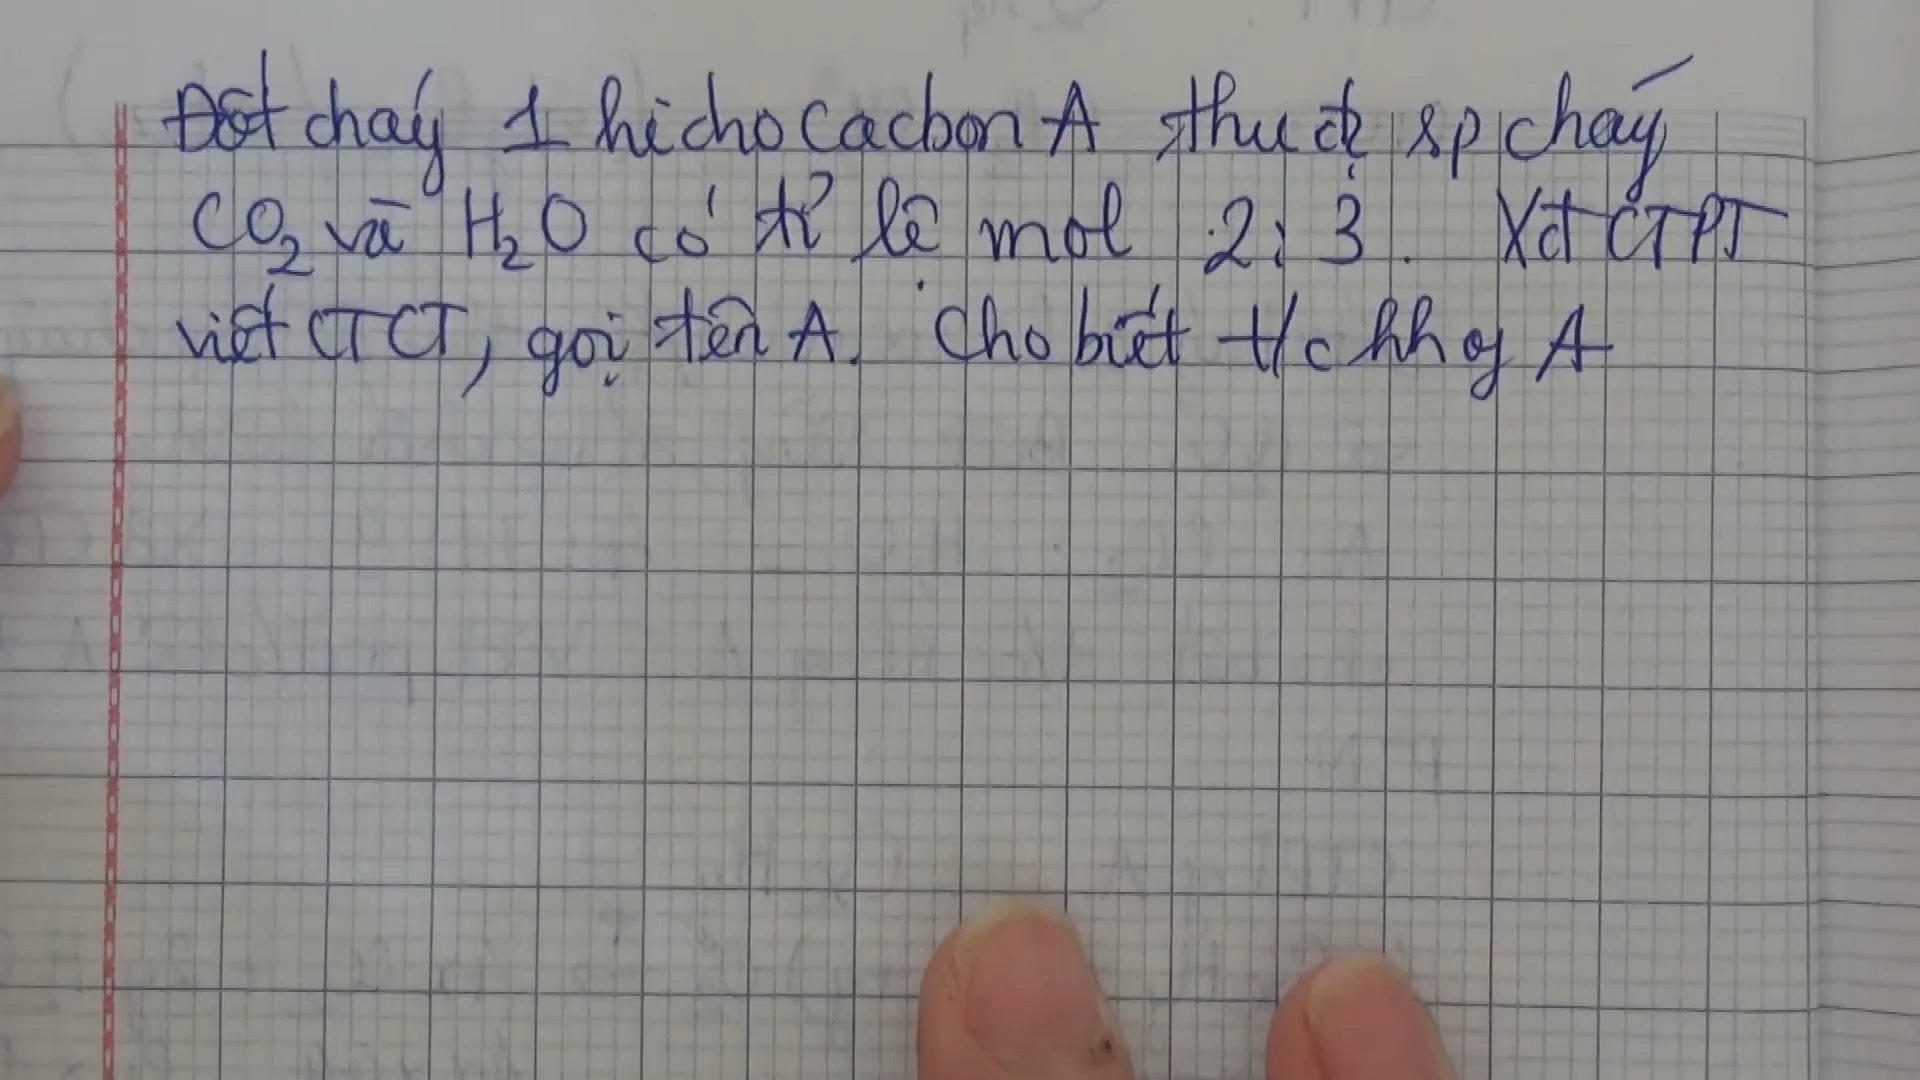 Đốt cháy 1 hidhocacbon A thu đc sp cháy
CO2 và H2O có tỉ lệ mol 2:3. Xđ CTPT
viết CTCT, gọi tên A. Cho biết t/c hh of A